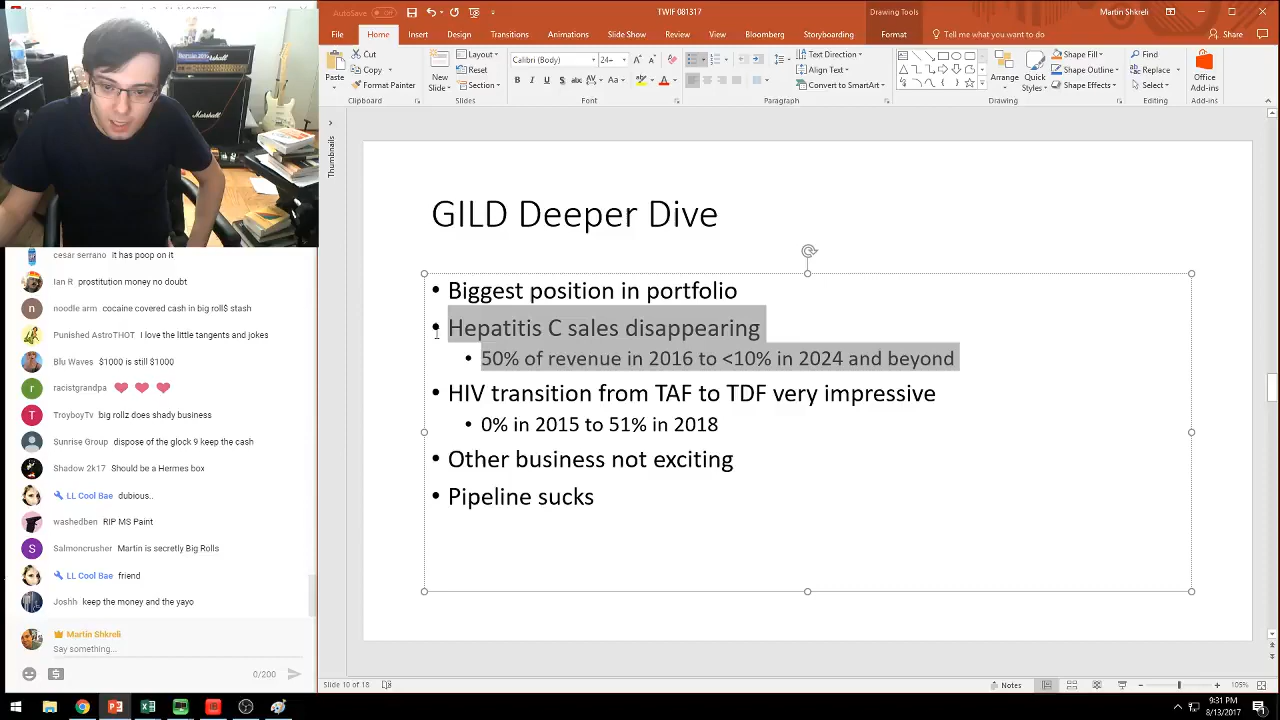 AutoSave
Off
TWIF 081317
Drawing Tools
Martin Shkreli
File
Home
Insert
Design
Transitions
Animations
Slide Show
Review
View
Bloomberg
Storyboarding
Format
Tell me what you want to do
Share
Paste
Cut
Copy
Format Painter
Clipboard
New
Slide
Layout
Reset
Section
Slides
Calibri (Body)
24
Font
Text Direction
Align Text
Convert to SmartArt
Paragraph
Arrange
Quick
Styles
Shape Fill
Shape Outline
Shape Effects
Drawing
Find
Replace
Select
Editing
Office
Add-ins
Add-ins
Marshall
Marshall
Thumbnails
GILD Deeper Dive
• Biggest position in portfolio
• Hepatitis C sales disappearing
• 50% of revenue in 2016 to <10% in 2024 and beyond
• HIV transition from TAF to TDF very impressive
• 0% in 2015 to 51% in 2018
• Other business not exciting
• Pipeline sucks
cesar serrano it has poop on it
Ian R prostitution money no doubt
noodle arm cocaine covered cash in big roll$ stash
Punished AstroTHOT I love the little tangents and jokes
Blu Waves $1000 is still $1000
racistgrandpa
TroyboyTv big rollz does shady business
Sunrise Group dispose of the glock 9 keep the cash
Shadow 2k17 Should be a Hermes box
LL Cool Bae dubious..
washedben RIP MS Paint
Salmoncrusher Martin is secretly Big Rolls
LL Cool Bae friend
Joshh keep the money and the yayo
Martin Shkreli
Say something...
0/200
Slide 10 of 18
Notes
105%
9:31 PM
8/13/2017